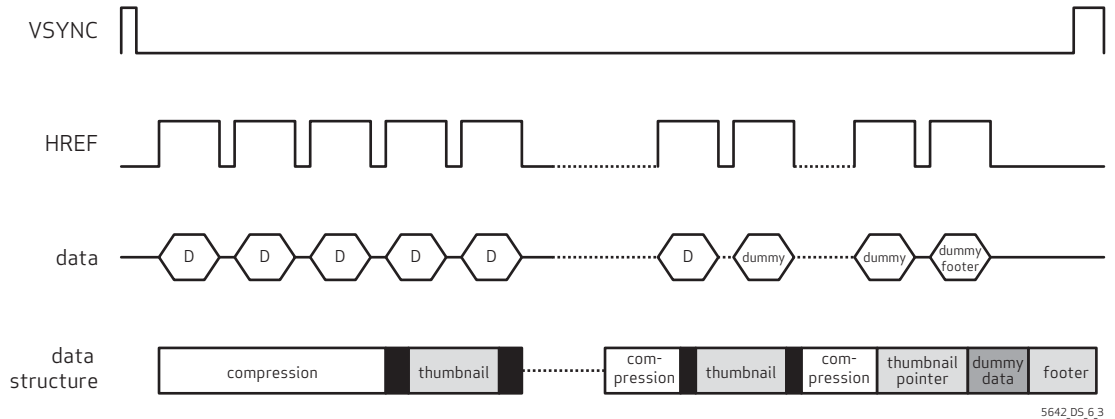 VSYNC
HREF
data
D D D D D D dummy dummy dummy
footer
data
structure
compression thumbnail com-
pression thumbnail com-
pression thumbnail
pointer dummy
data footer
5642_DS_6_3